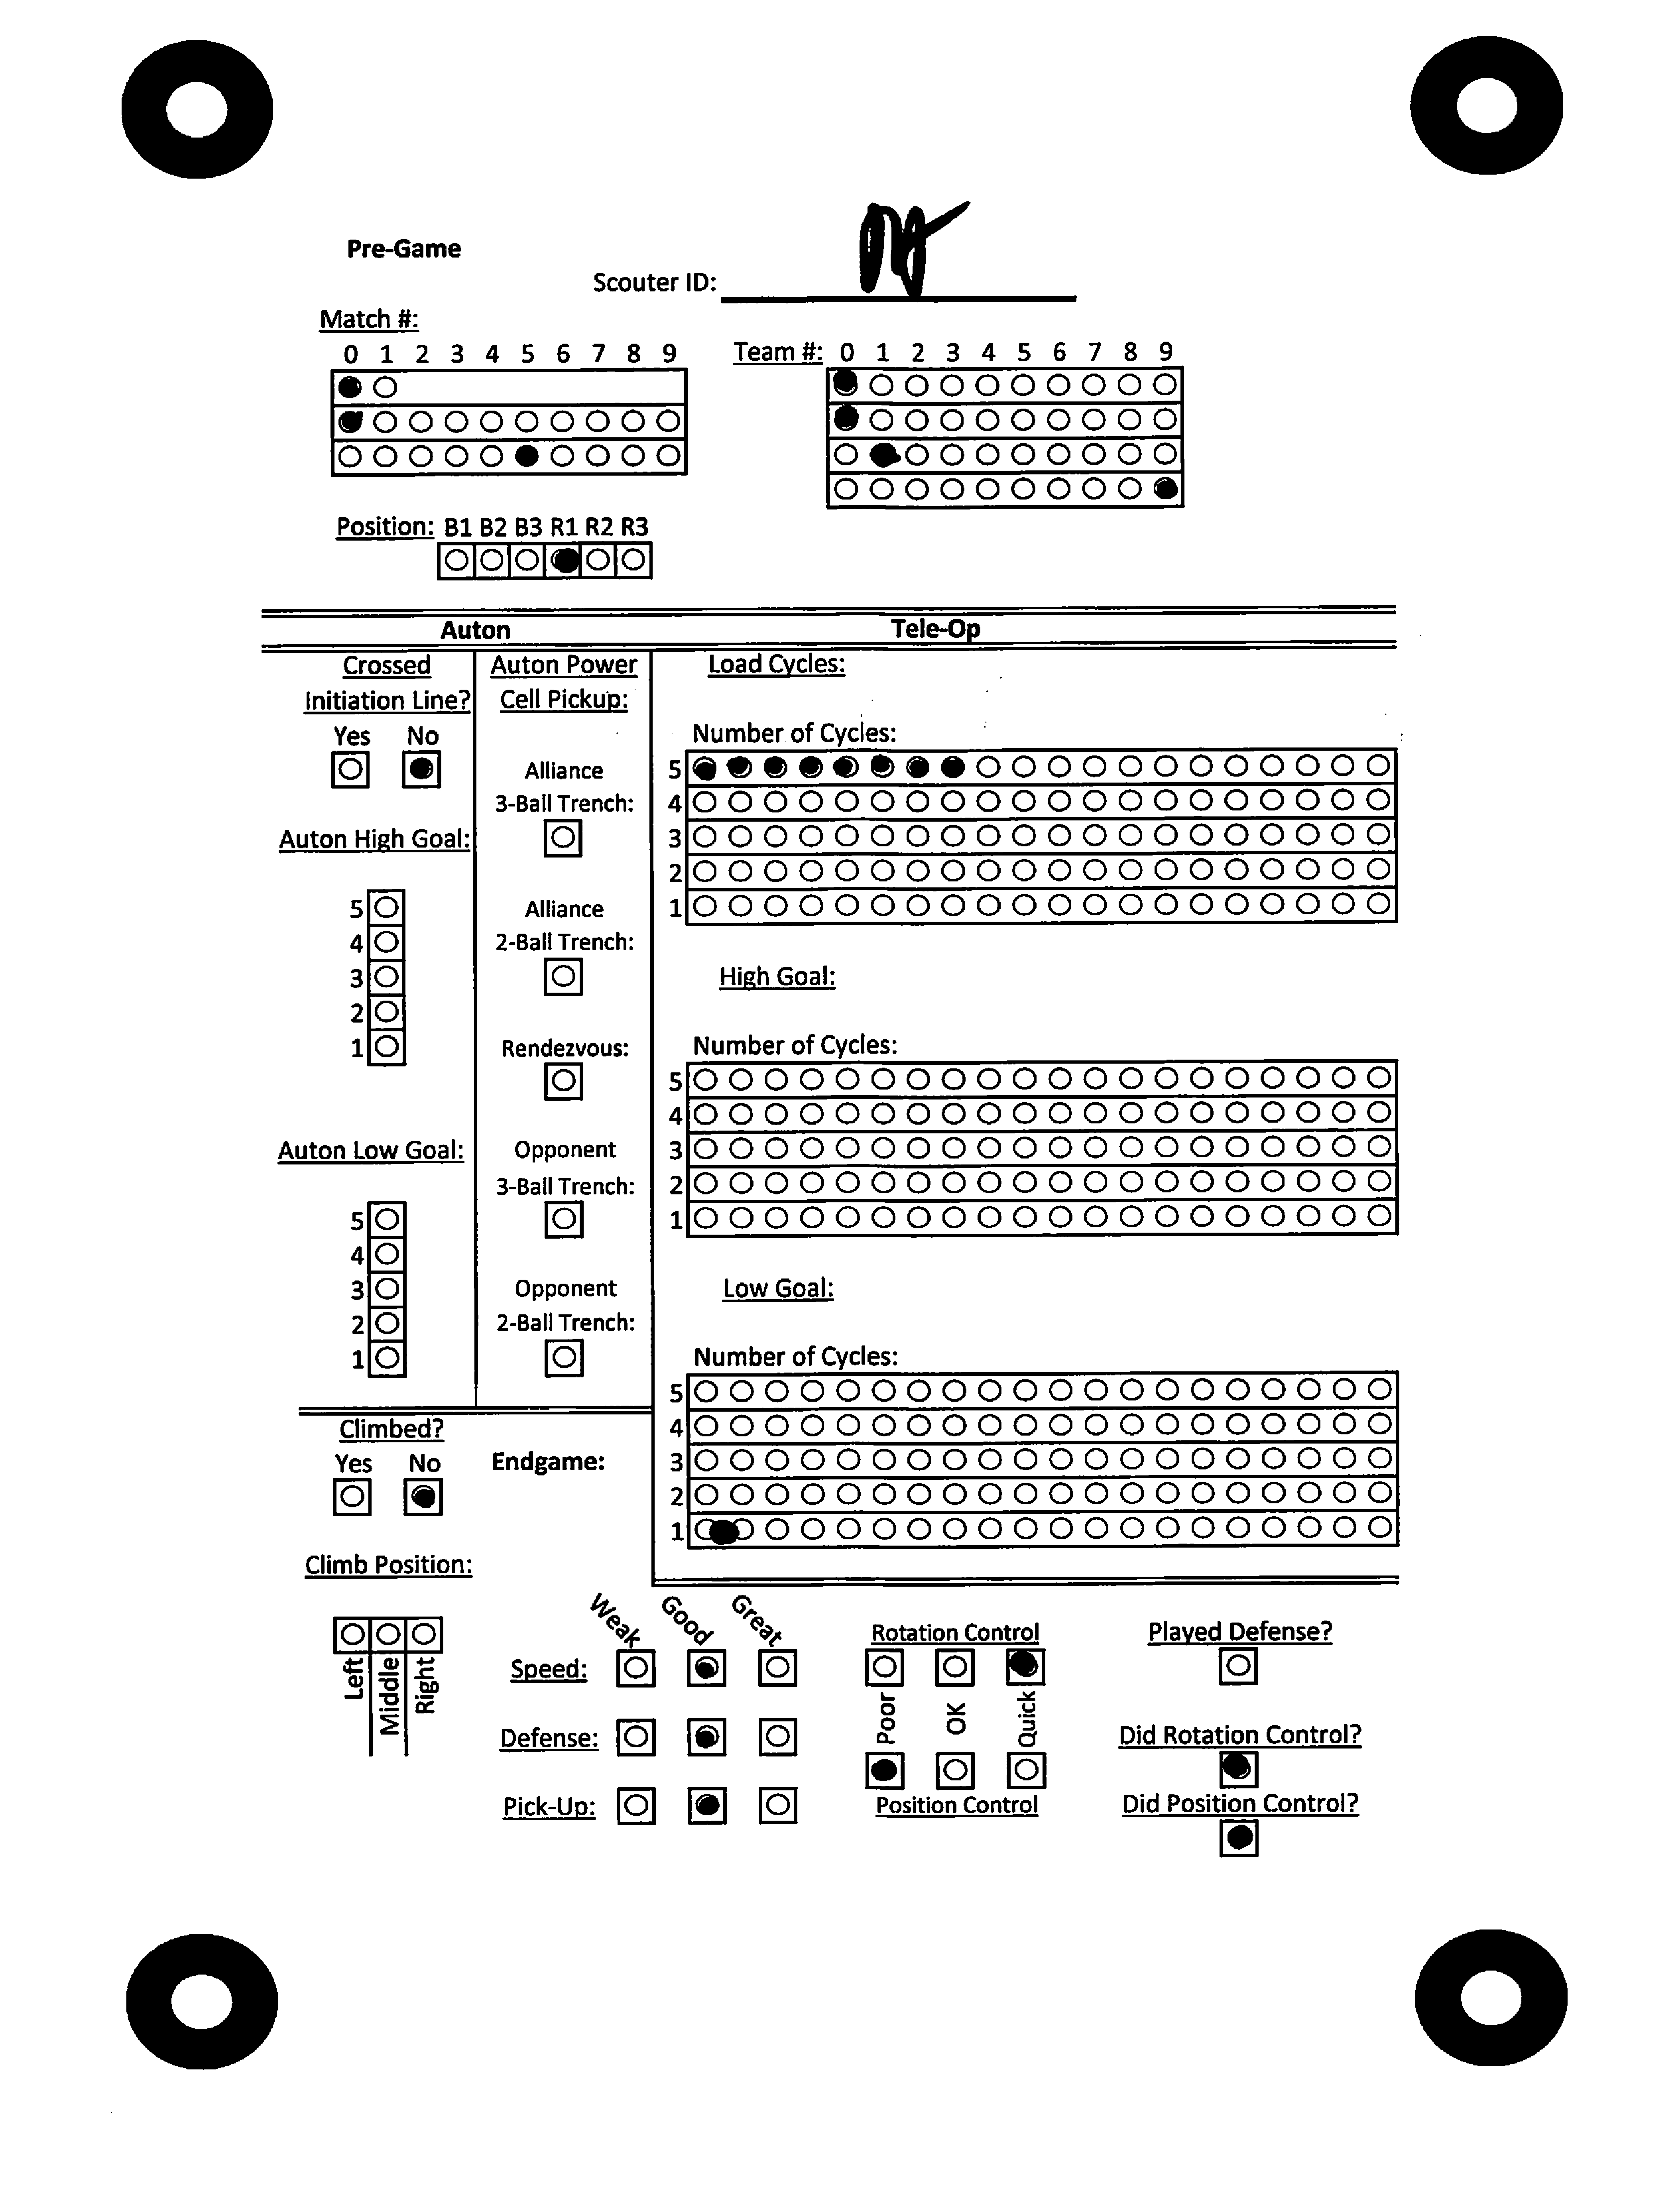 Pre-Game
Scouter ID:
Match #:
0 1 2 3 4 5 6 7 8 9
Team #: 0 1 2 3 4 5 6 7 8 9
Position: B1 B2 B3 R1 R2 R3
Auton
Tele-Op
Crossed
Initiation Line?
Yes No
Auton High Goal:
5
4
3
2
1
Auton Low Goal:
5
4
3
2
1
Auton Power
Cell Pickup:
Alliance
3-Ball Trench:
Alliance
2-Ball Trench:
Rendezvous:
Opponent
3-Ball Trench:
Opponent
2-Ball Trench:
Load Cycles:
Number of Cycles:
5
4
3
2
1
High Goal:
Number of Cycles:
5
4
3
2
1
Low Goal:
Number of Cycles:
5
4
3
2
1
Climbed?
Yes No
Endgame:
Climb Position:
Left
Middle
Right
Weak Good Great
Speed:
Defense:
Pick-Up:
Rotation Control
Poor OK Quick
Position Control
Played Defense?
Did Rotation Control?
Did Position Control?